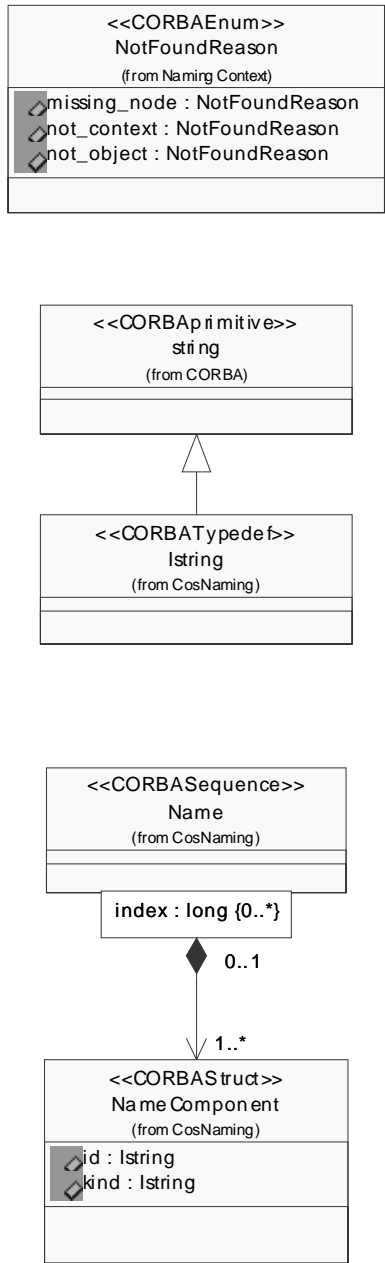 <<CORBAEnum>>
NotFoundReason
(from Naming Context)
missing_node : NotFoundReason
not_context : NotFoundReason
not_object : NotFoundReason
<<CORBAprimitive>>
string
(from CORBA)
<<CORBATypedef>>
Istring
(from CosNaming)
<<CORBASequence>>
Name
(from CosNaming)
index : long {0..*}
0..1
1..*
<<CORBAStruct>>
NameComponent
(from CosNaming)
id : Istring
kind : Istring